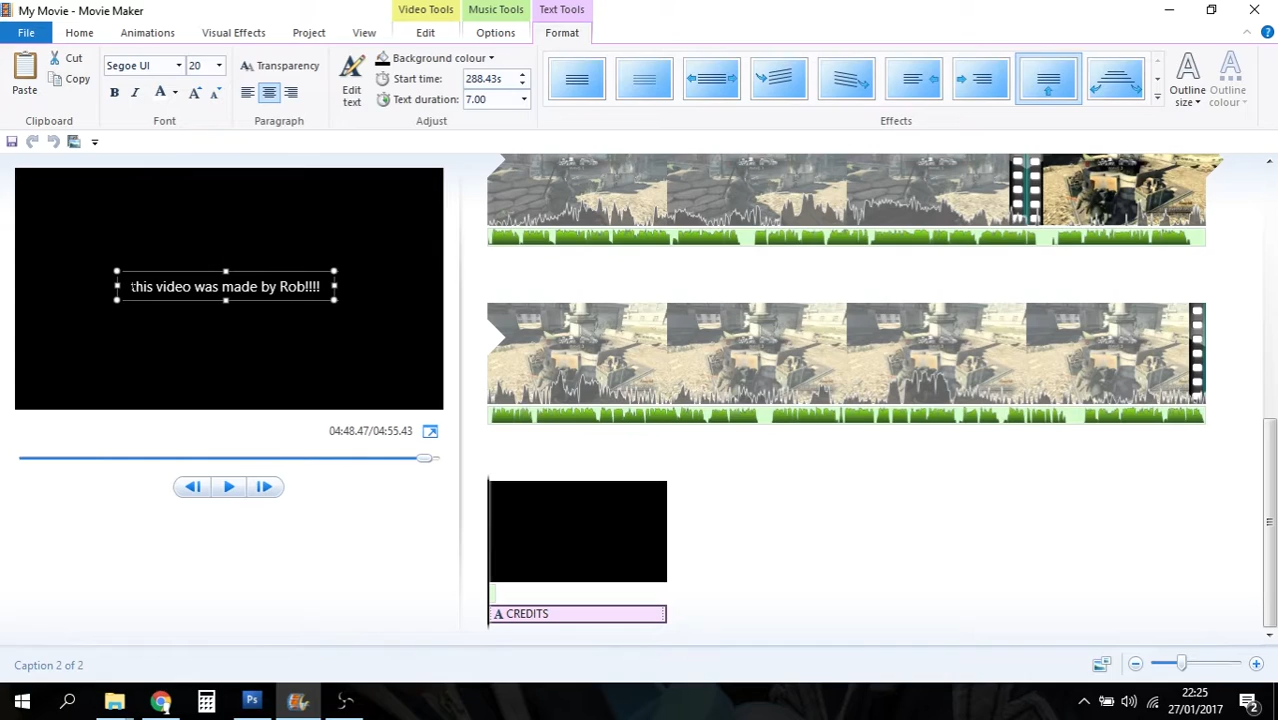 My Movie - Movie Maker
Video Tools Music Tools Text Tools
File Home Animations Visual Effects Project View Edit Options Format
Paste
Cut
Copy
Clipboard
Segoe UI 20
B I A A A
Font
Transparency
Paragraph
Edit text
Background colour
Start time: 288.43s
Text duration: 7.00
Adjust
Effects
Outline size
Outline colour
this video was made by Rob!!!!
04:48.47/04:55.43
A CREDITS
Caption 2 of 2
Ps
22:25
27/01/2017
2